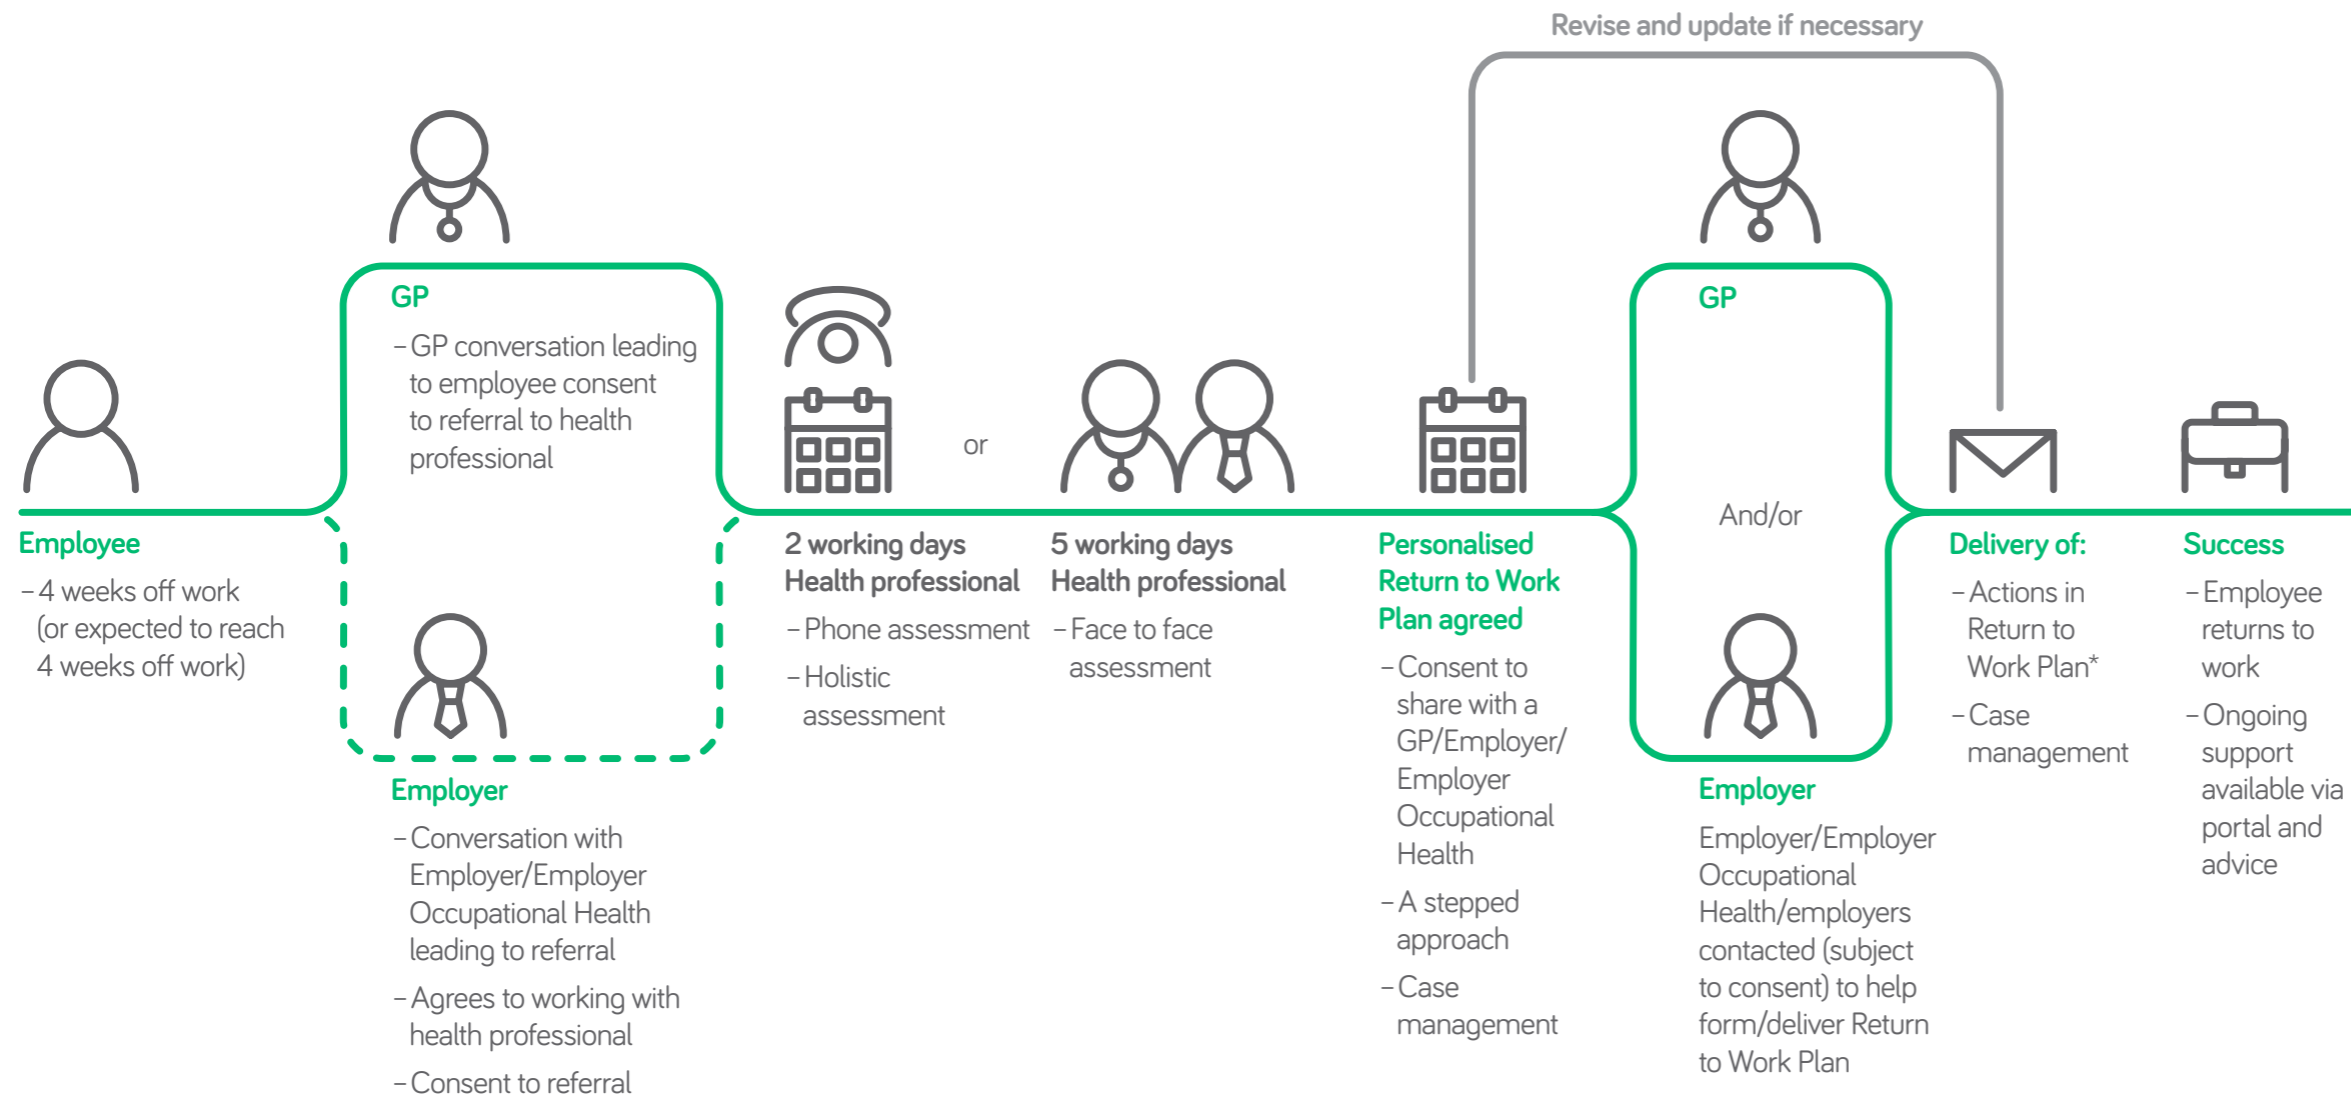 Revise and update if necessary
Employee
– 4 weeks off work
(or expected to reach
4 weeks off work)
GP
– GP conversation leading
to employee consent
to referral to health
professional
Employer
– Conversation with
Employer/Employer
Occupational Health
leading to referral
– Agrees to working with
health professional
– Consent to referral
2 working days
Health professional
– Phone assessment
– Holistic
assessment
or
5 working days
Health professional
– Face to face
assessment
Personalised
Return to Work
Plan agreed
– Consent to
share with a
GP/Employer/
Employer
Occupational
Health
– A stepped
approach
– Case
management
GP
And/or
Employer
Employer/Employer
Occupational
Health/employers
contacted (subject
to consent) to help
form/deliver Return
to Work Plan
Delivery of:
– Actions in
Return to
Work Plan*
– Case
management
Success
– Employee
returns to
work
– Ongoing
support
available via
portal and
advice